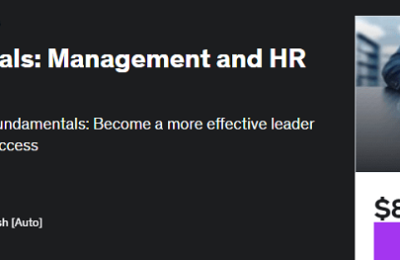 als: Management and HR
undamentals: Become a more effective leader
ccess
sh [Auto]
$8